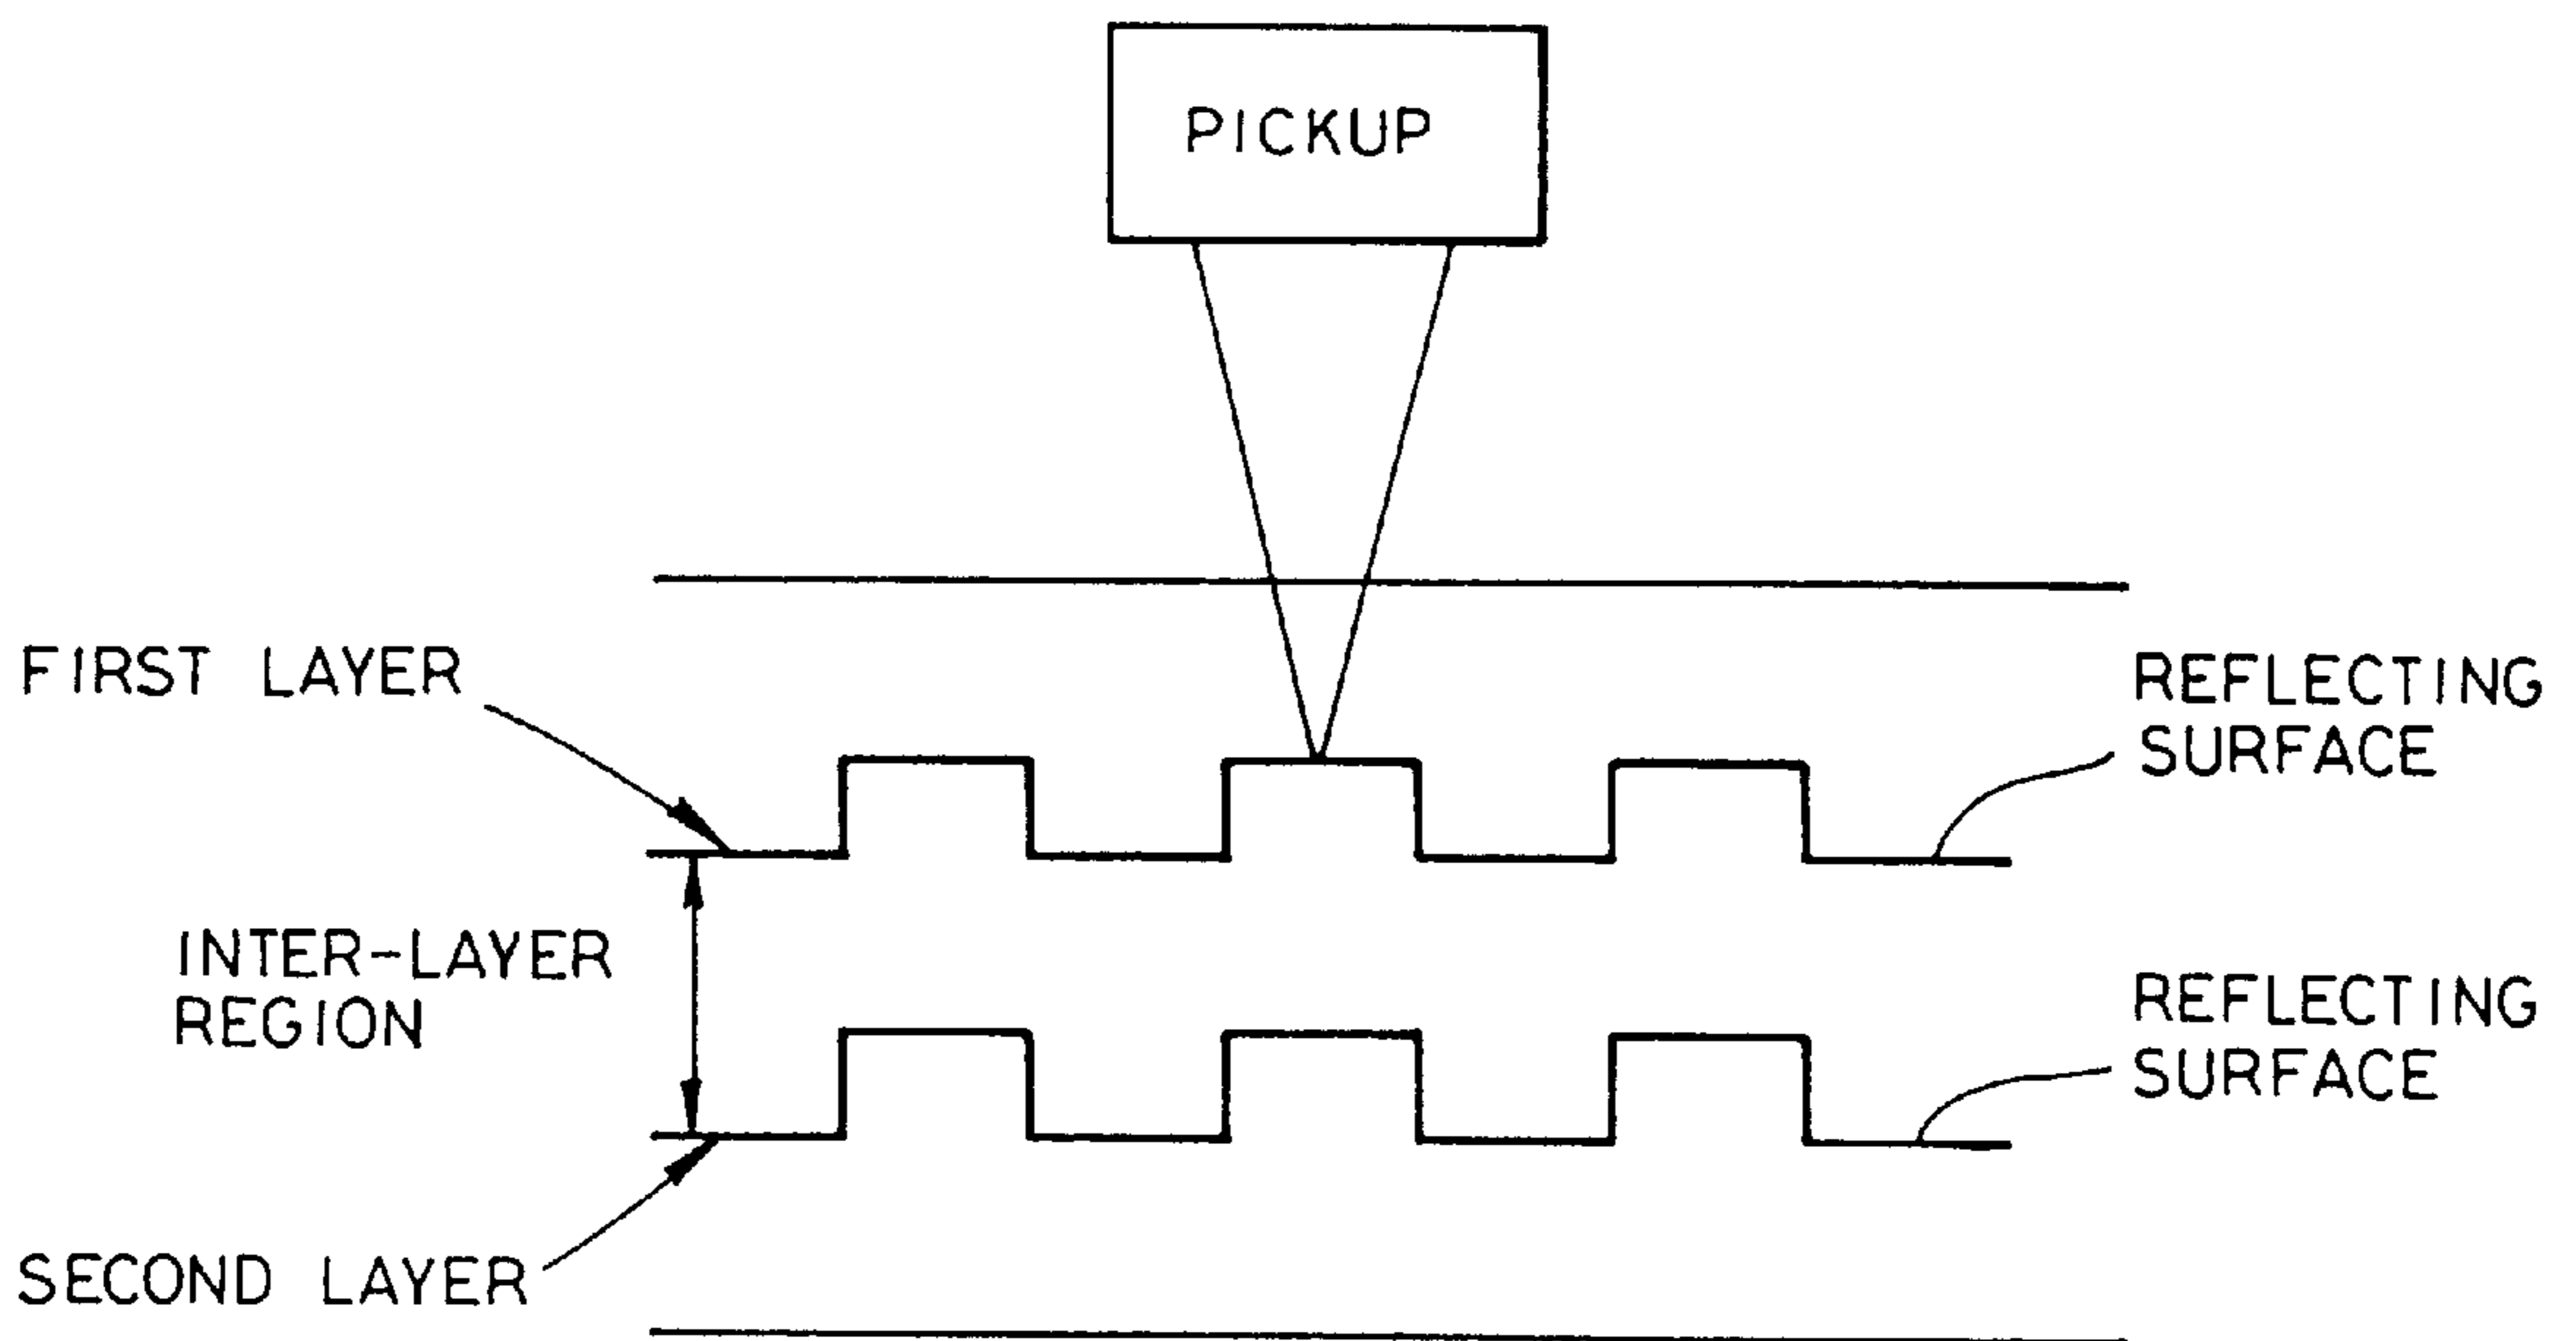 PICKUP
FIRST LAYER
REFLECTING
SURFACE
INTER-LAYER
REGION
REFLECTING
SURFACE
SECOND LAYER